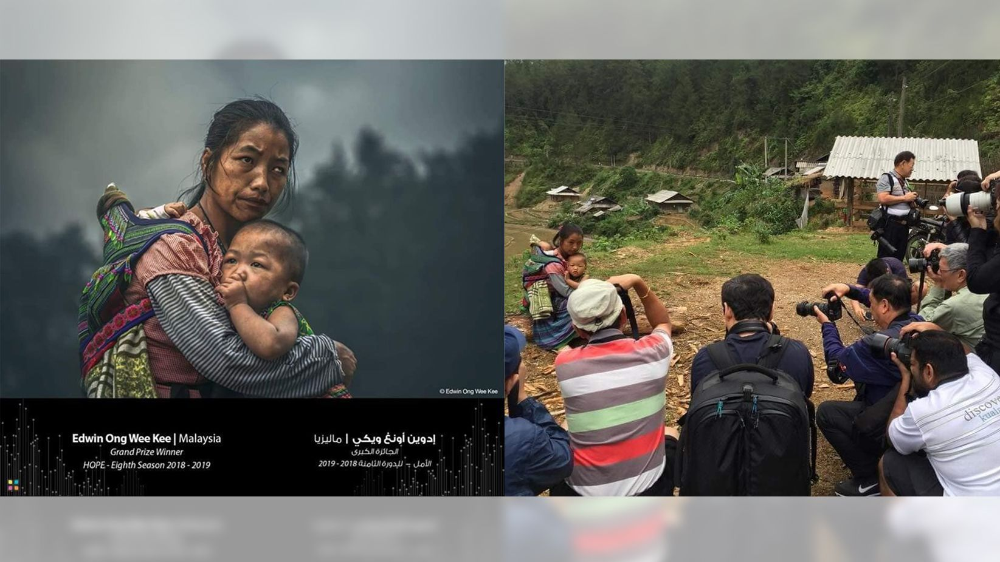 © Edwin Ong Wee Kee
Edwin Ong Wee Kee | Malaysia
Grand Prize Winner
HOPE - Eighth Season 2018 - 2019
إدوين أونغ ويكي | ماليزيا
الجائزة الكبرى
الأمل – للدورة الثامنة 2018 - 2019
discove
kuala